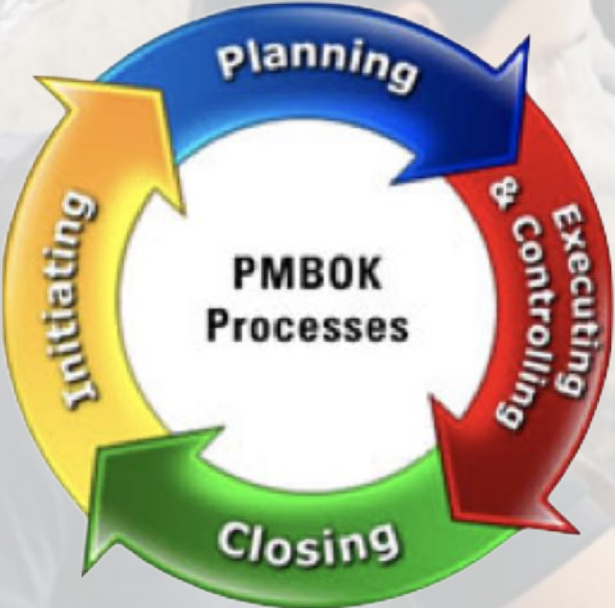 Planning
Executing
& Controlling
Closing
Initiating
PMBOK
Processes